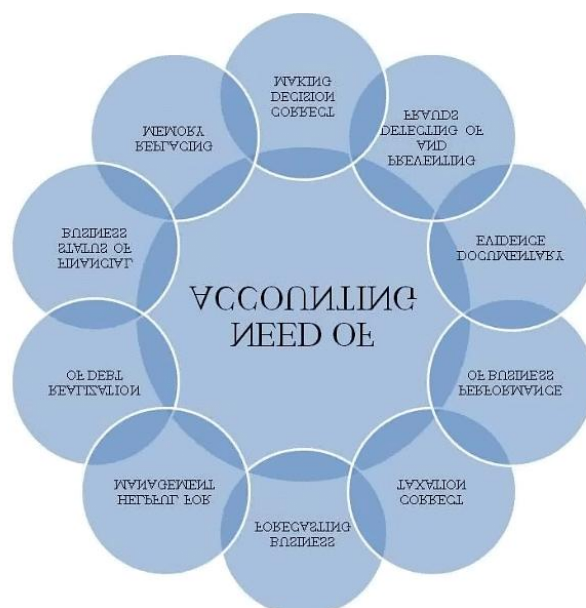 NEED OF
ACCOUNTING
BUSINESS
FORECASTING
CORRECT
TAXATION
PERFORMANCE
OF BUSINESS
DOCUMENTARY
EVIDENCE
PREVENTING
AND
DETECTING OF
FRAUDS
CORRECT
DECISION
MAKING
REPLACING
MEMORY
FINANCIAL
STATUS OF
BUSINESS
REALIZATION
OF DEBT
HELPFUL FOR
MANAGEMENT